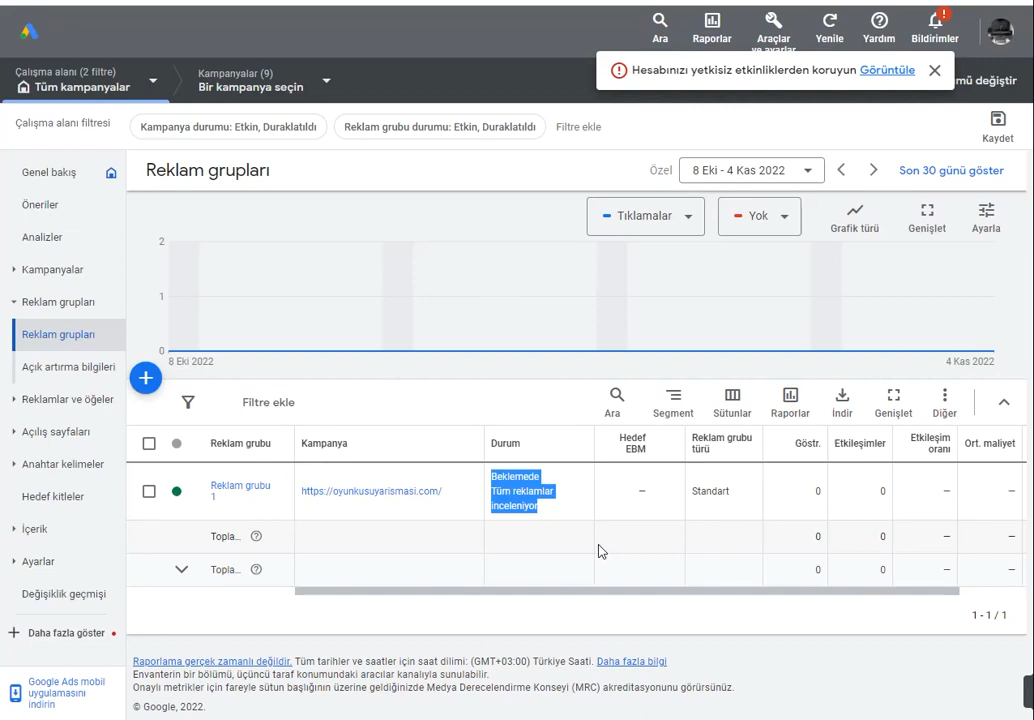 Ara
Raporlar
Araçlar
ve ayarlar
Yenile
Yardım
!
Bildirimler
Çalışma alanı (2 filtre)
Tüm kampanyalar
Kampanyalar (9)
Bir kampanya seçin
Hesabınızı yetkisiz etkinliklerden koruyun Görüntüle
değiştir
Çalışma alanı filtresi
Kampanya durumu: Etkin, Duraklatıldı
Reklam grubu durumu: Etkin, Duraklatıldı
Filtre ekle
Kaydet
Genel bakış
Öneriler
Analizler
Kampanyalar
Reklam grupları
Reklam grupları
Açık artırma bilgileri
Reklamlar ve öğeler
Açılış sayfaları
Anahtar kelimeler
Hedef kitleler
İçerik
Ayarlar
Değişiklik geçmişi
Daha fazla göster
Google Ads mobil
uygulamasını
indirin
Reklam grupları
Özel
8 Eki - 4 Kas 2022
Son 30 günü göster
Tıklamalar
Yok
Grafik türü
Genişlet
Ayarla
2
1
0
8 Eki 2022
4 Kas 2022
Filtre ekle
Ara
Segment
Sütunlar
Raporlar
İndir
Genişlet
Diğer
Reklam grubu
Kampanya
Durum
Hedef
EBM
Reklam grubu
türü
Göstr.
Etkileşimler
Etkileşim
oranı
Ort. maliyet
Reklam grubu
1
https://oyunkusuyarismasi.com/
Beklemede
Tüm reklamlar
inceleniyor
–
Standart
0
0
–
–
Topla...
0
0
–
–
Topla...
0
0
–
–
1 - 1 / 1
Raporlama gerçek zamanlı değildir. Tüm tarihler ve saatler için saat dilimi: (GMT+03:00) Türkiye Saati. Daha fazla bilgi
Envanterin bir bölümü, üçüncü taraf konumundaki aracılar kanalıyla sunulabilir.
Onaylı metrikler için fareyle sütun başlığının üzerine geldiğinizde Medya Derecelendirme Konseyi (MRC) akreditasyonunu görürsünüz.
© Google, 2022.